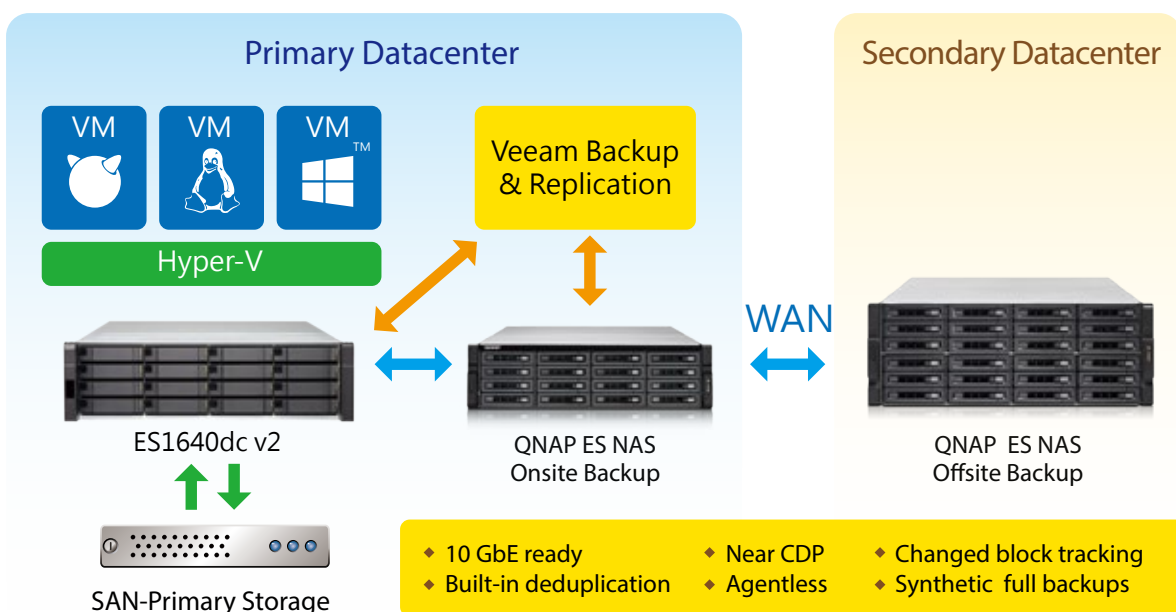 Primary Datacenter
Secondary Datacenter
VM
VM
VM
TM
Veeam Backup
& Replication
Hyper-V
WAN
ES1640dc v2
QNAP ES NAS
Onsite Backup
QNAP ES NAS
Offsite Backup
SAN-Primary Storage
◆ 10 GbE ready
◆ Built-in deduplication
◆ Near CDP
◆ Agentless
◆ Changed block tracking
◆ Synthetic full backups